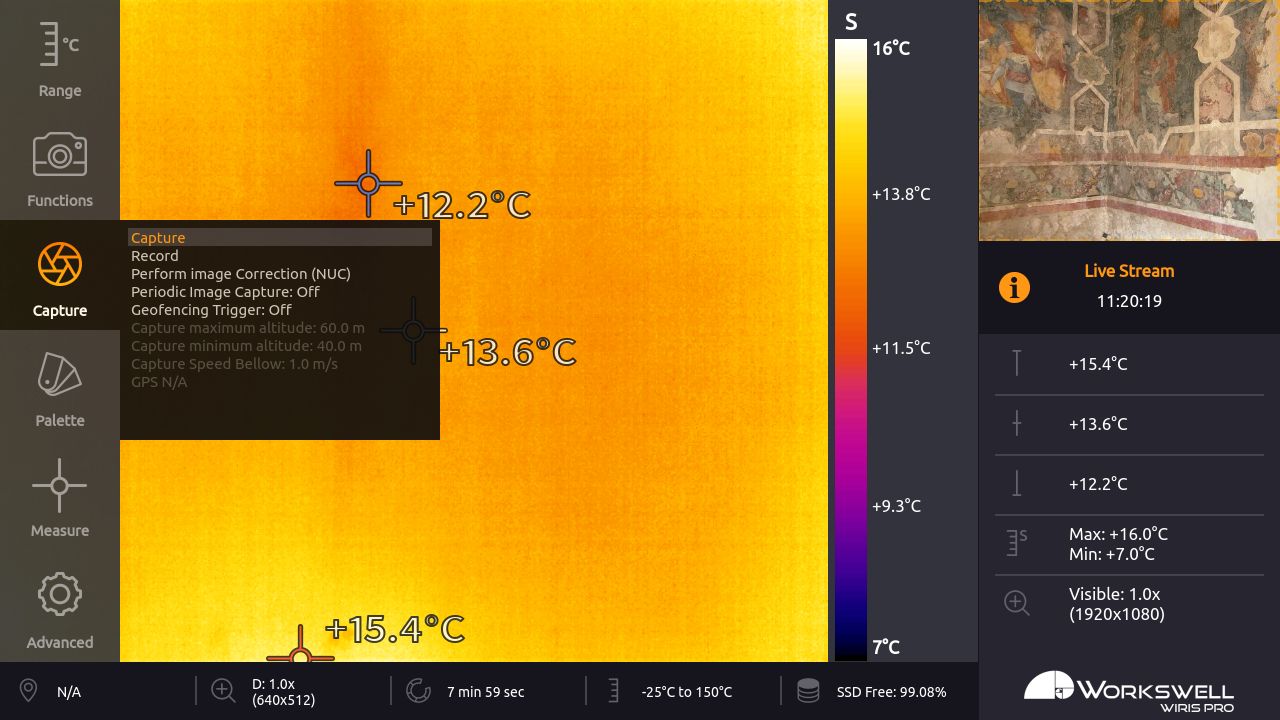 °C
Range
Functions
Capture
Palette
Measure
Advanced
Capture
Record
Perform image Correction (NUC)
Periodic Image Capture: Off
Geofencing Trigger: Off
Capture maximum altitude: 60.0 m
Capture minimum altitude: 40.0 m
Capture Speed Bellow: 1.0 m/s
GPS N/A
+12.2°C
+13.6°C
+15.4°C
S
16°C
+13.8°C
+11.5°C
+9.3°C
7°C
i
Live Stream
11:20:19
+15.4°C
+13.6°C
+12.2°C
S
Max: +16.0°C
Min: +7.0°C
Visible: 1.0x
(1920x1080)
N/A
D: 1.0x
(640x512)
7 min 59 sec
-25°C to 150°C
SSD Free: 99.08%
WORKSWELL
WIRIS PRO